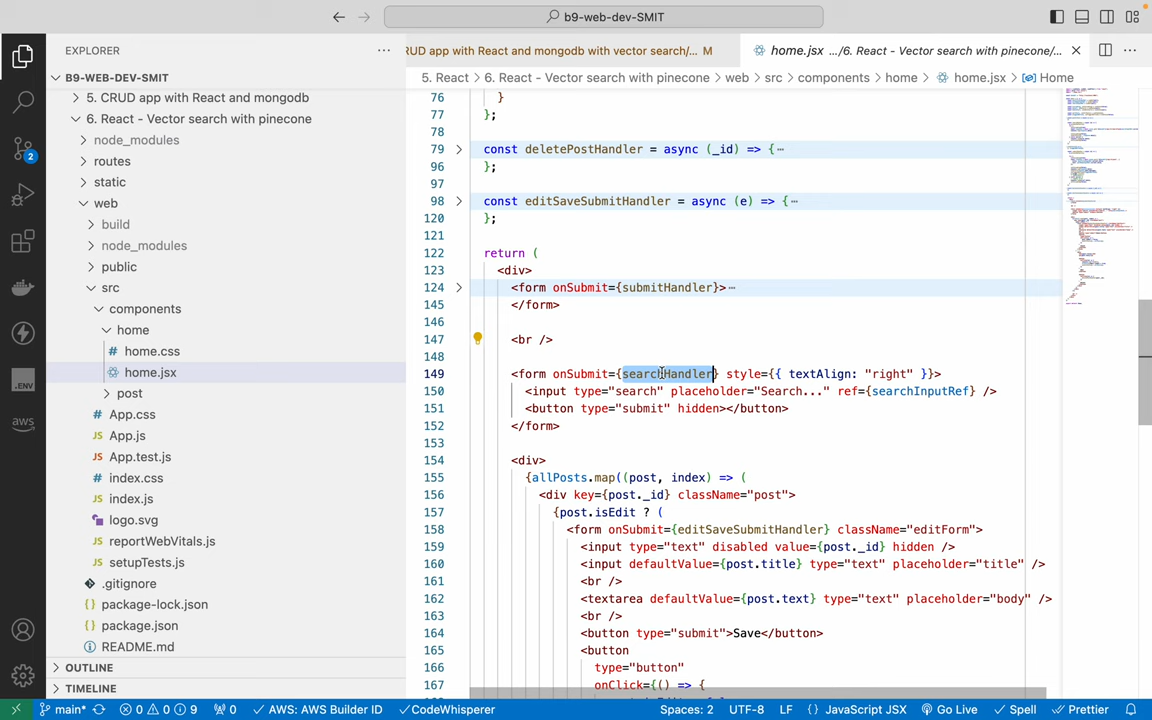 b9-web-dev-SMIT
EXPLORER
B9-WEB-DEV-SMIT
5. CRUD app with React and mongodb
6. React - Vector search with pinecone
node_modules
routes
static
web
build
node_modules
public
src
components
home
home.css
home.jsx
post
App.css
JS App.js
JS App.test.js
index.css
JS index.js
logo.svg
JS reportWebVitals.js
JS setupTests.js
.gitignore
package-lock.json
package.json
README.md
OUTLINE
TIMELINE
2
.ENV
aws
RUD app with React and mongodb with vector search/... M
home.jsx .../6. React - Vector search with pinecone/...
5. React > 6. React - Vector search with pinecone > web > src > components > home > home.jsx > Home
76 }
77 };
78
79 const deletePostHandler = async (_id) => {⋯
96 };
97
98 const editSaveSubmitHandler = async (e) => {⋯
120 };
121
122 return (
123 <div>
124 <form onSubmit={submitHandler}>⋯
145 </form>
146
147 <br />
148
149 <form onSubmit={searchHandler} style={{ textAlign: "right" }}>
150 <input type="search" placeholder="Search..." ref={searchInputRef} />
151 <button type="submit" hidden></button>
152 </form>
153
154 <div>
155 {allPosts.map((post, index) => (
156 <div key={post._id} className="post">
157 {post.isEdit ? (
158 <form onSubmit={editSaveSubmitHandler} className="editForm">
159 <input type="text" disabled value={post._id} hidden />
160 <input defaultValue={post.title} type="text" placeholder="title" />
161 <br />
162 <textarea defaultValue={post.text} type="text" placeholder="body" />
163 <br />
164 <button type="submit">Save</button>
165 <button
166 type="button"
167 onClick={() => {
main* 0 0 9 0 AWS: AWS Builder ID CodeWhisperer Spaces: 2 UTF-8 LF {} JavaScript JSX Go Live Spell Prettier